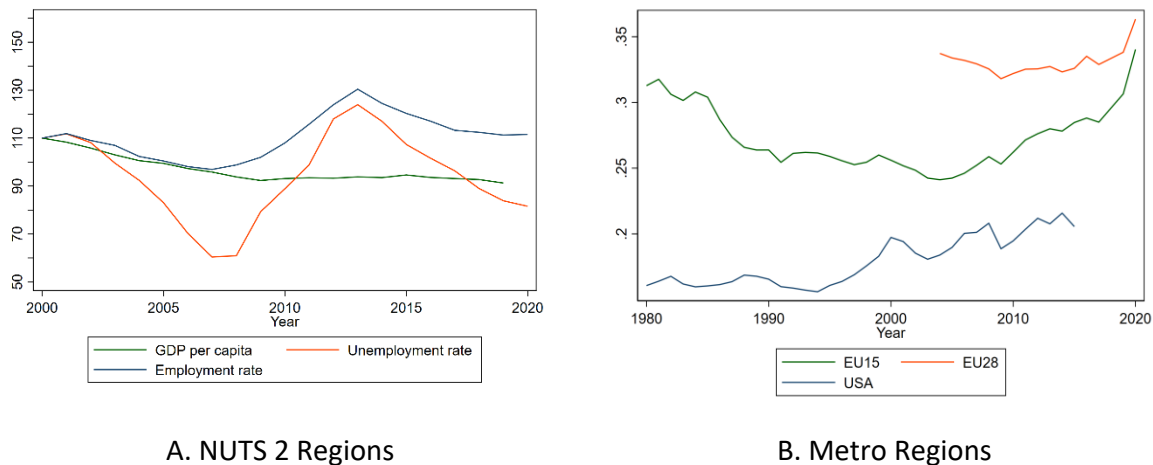 150
130
110
90
70
50
2000
2005
2010
2015
2020
Year
GDP per capita
Unemployment rate
Employment rate
A. NUTS 2 Regions
.35
.3
.25
.2
1980
1990
2000
2010
2020
Year
EU15
EU28
USA
B. Metro Regions